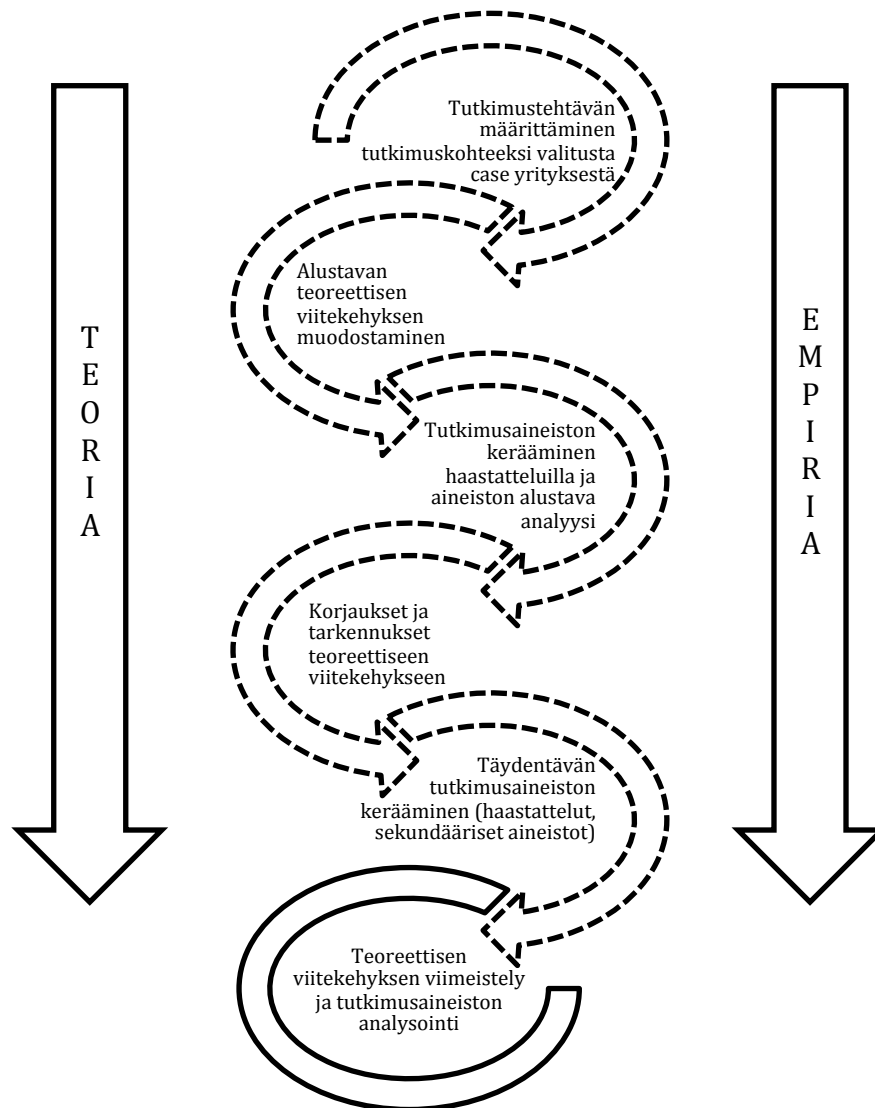 Tutkimustehtävän
määrittäminen
tutkimuskohteeksi valitusta
case yrityksestä
Alustavan
teoreettisen
viitekehyksen
muodostaminen
T
E
O
R
I
A
E
M
P
I
R
I
A
Tutkimusaineiston
kerääminen
haastatteluilla ja
aineiston alustava
analyysi
Korjaukset ja
tarkennukset
teoreettiseen
viitekehykseen
Täydentävän
tutkimusaineiston
kerääminen (haastattelut,
sekundääriset aineistot)
Teoreettisen
viitekehyksen viimeistely
ja tutkimusaineiston
analysointi